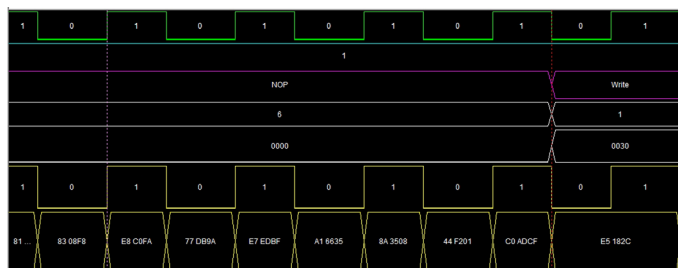 1 0 1 0 1 0 1 0 1 0 1
1
NOP Write
6 1
0000 0030
1 0 1 0 1 0 1 0 1 0 1
81 ... 83 08F8 E8 C0FA 77 DB9A E7 EDBF A1 6635 8A 3508 44 F201 C0 ADCF E5 182C